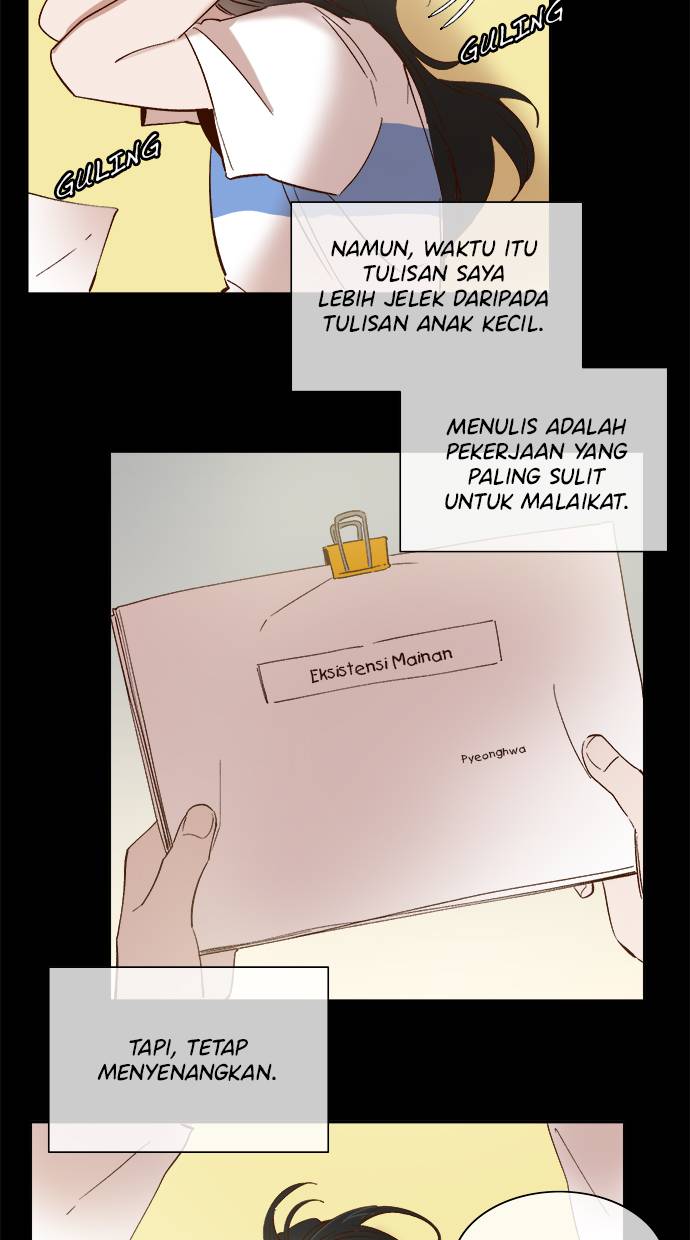 GULING
GULING
NAMUN, WAKTU ITU
TULISAN SAYA
LEBIH JELEK DARIPADA
TULISAN ANAK KECIL.
MENULIS ADALAH
PEKERJAAN YANG
PALING SULIT
UNTUK MALAIKAT.
Eksistensi Mainan
Pyeonghwa
TAPI, TETAP
MENYENANGKAN.